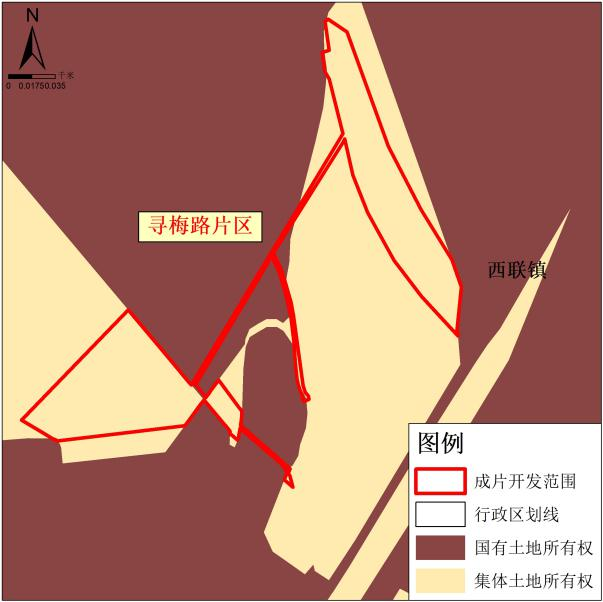 N
千米
0 0.01750.035
寻梅路片区
西联镇
图例
成片开发范围
行政区划线
国有土地所有权
集体土地所有权